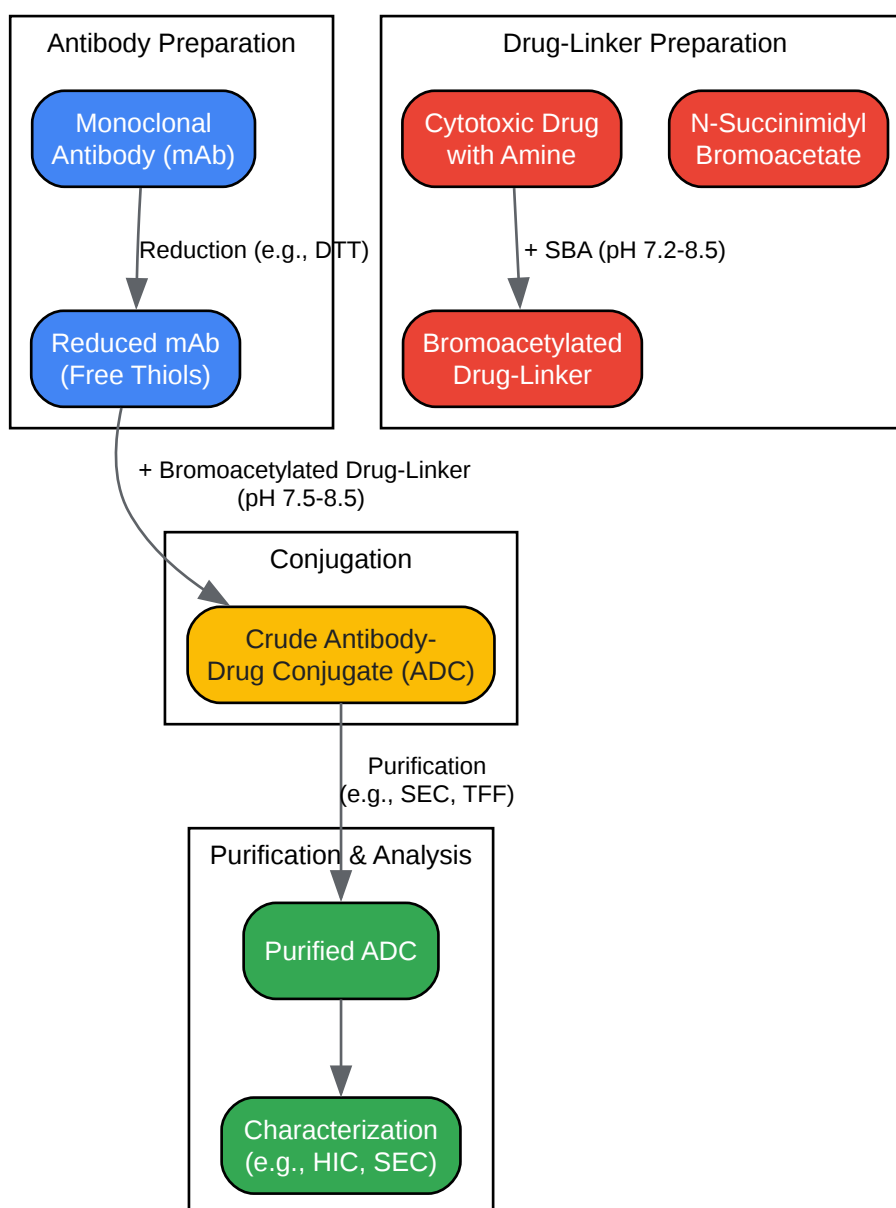 Antibody Preparation
Monoclonal
Antibody (mAb)
Reduction (e.g., DTT)
Reduced mAb
(Free Thiols)
Drug-Linker Preparation
Cytotoxic Drug
with Amine
N-Succinimidyl
Bromoacetate
+ SBA (pH 7.2-8.5)
Bromoacetylated
Drug-Linker
+ Bromoacetylated Drug-Linker
(pH 7.5-8.5)
Conjugation
Crude Antibody-
Drug Conjugate (ADC)
Purification
(e.g., SEC, TFF)
Purification & Analysis
Purified ADC
Characterization
(e.g., HIC, SEC)